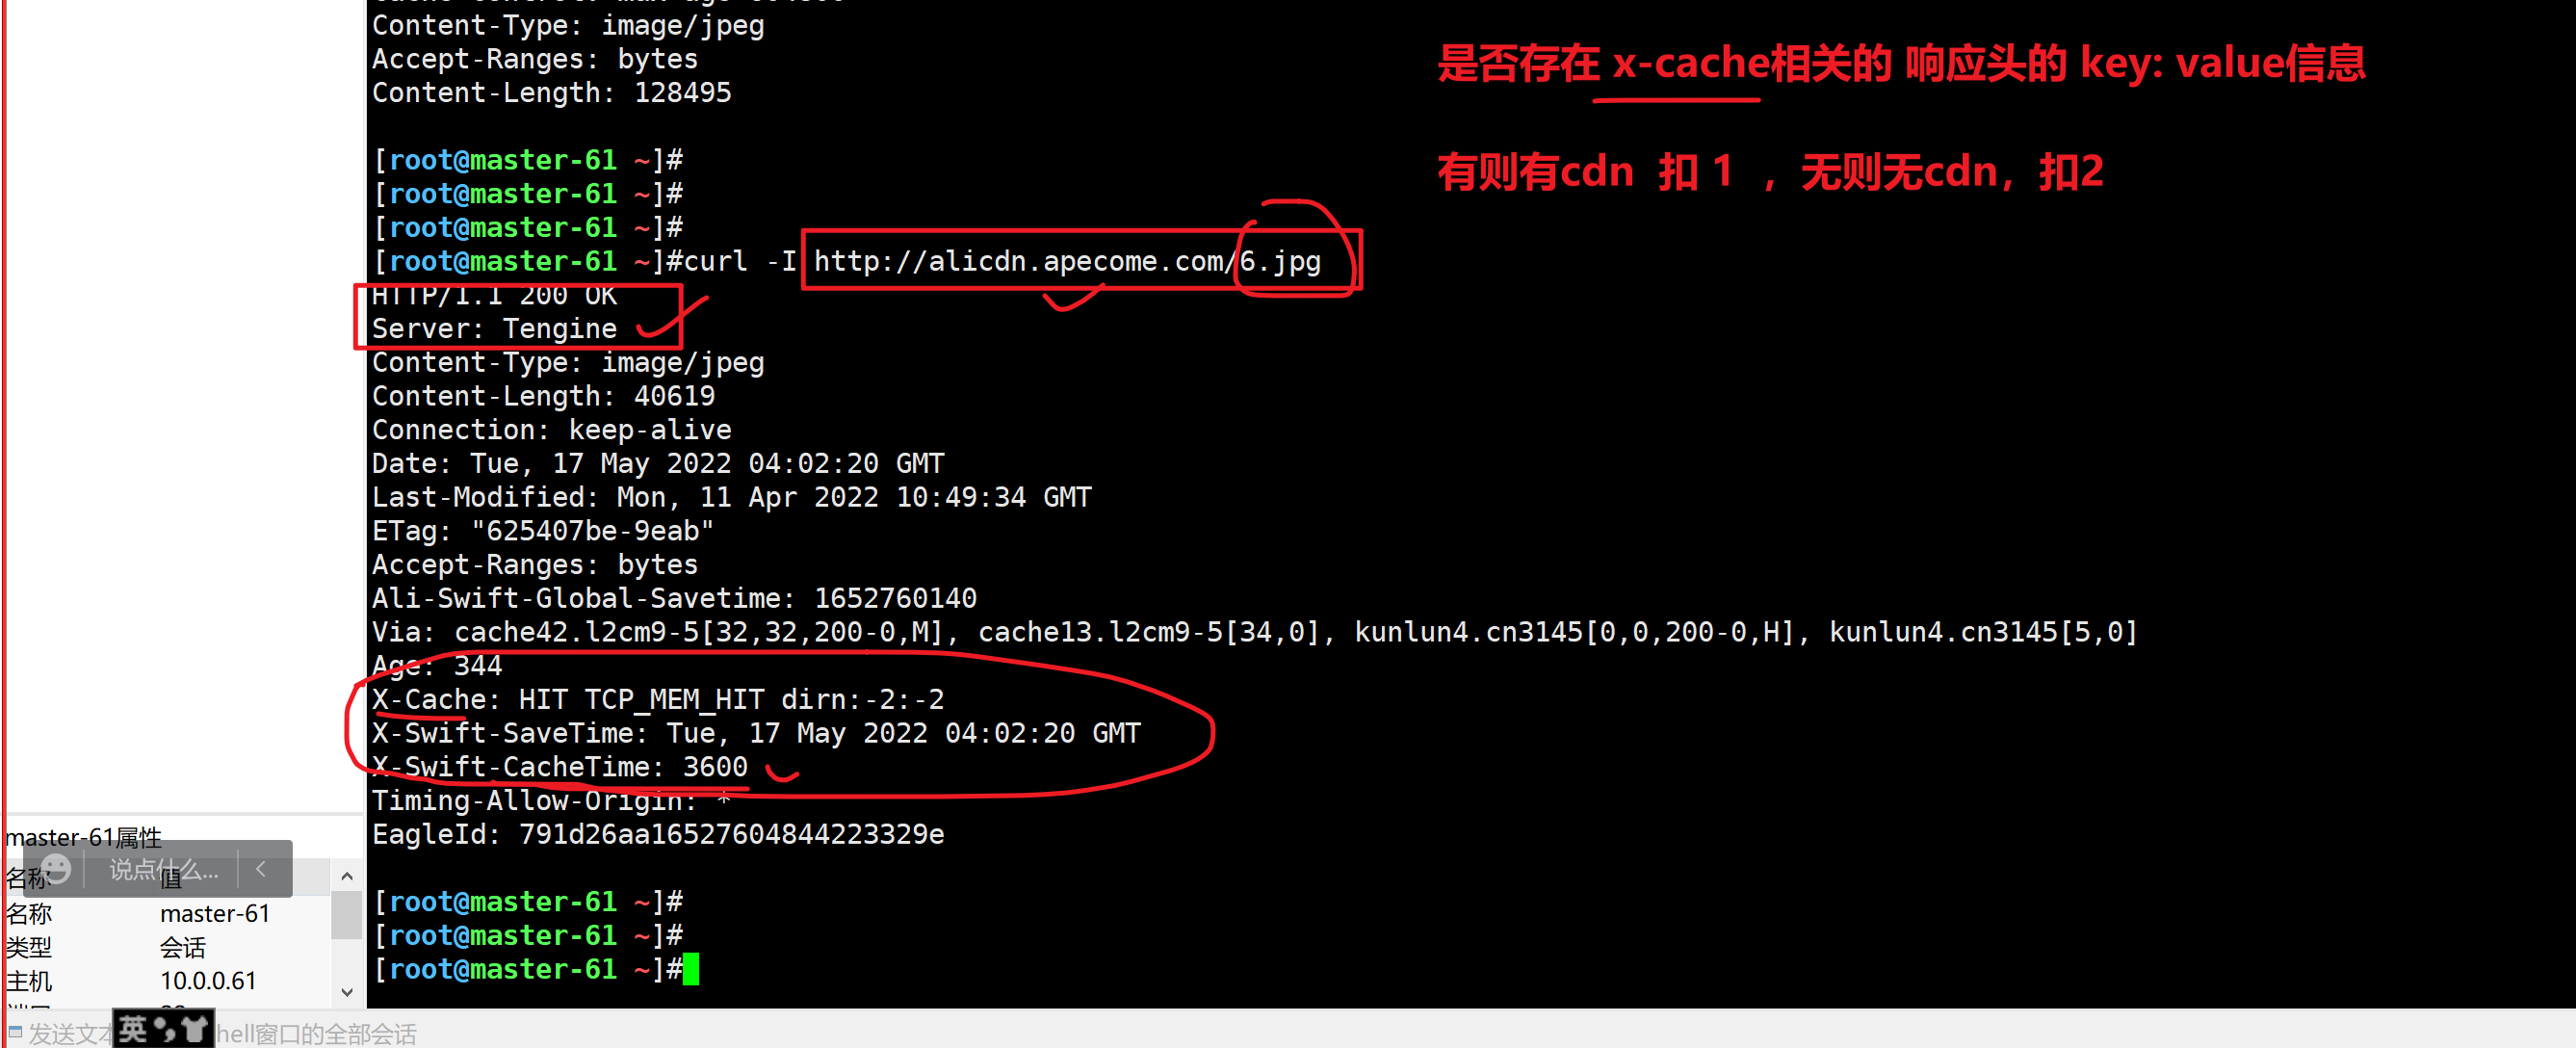 Content-Type: image/jpeg
Accept-Ranges: bytes
Content-Length: 128495
是否存在 x-cache相关的 响应头的 key: value信息
有则有cdn 扣 1 ，无则无cdn，扣2
[root@master-61 ~]#
[root@master-61 ~]#
[root@master-61 ~]#
[root@master-61 ~]#curl -I http://alicdn.apecome.com/6.jpg
HTTP/1.1 200 OK
Server: Tengine
Content-Type: image/jpeg
Content-Length: 40619
Connection: keep-alive
Date: Tue, 17 May 2022 04:02:20 GMT
Last-Modified: Mon, 11 Apr 2022 10:49:34 GMT
ETag: "625407be-9eab"
Accept-Ranges: bytes
Ali-Swift-Global-Savetime: 1652760140
Via: cache42.l2cm9-5[32,32,200-0,M], cache13.l2cm9-5[34,0], kunlun4.cn3145[0,0,200-0,H], kunlun4.cn3145[5,0]
Age: 344
X-Cache: HIT TCP_MEM_HIT dirn:-2:-2
X-Swift-SaveTime: Tue, 17 May 2022 04:02:20 GMT
X-Swift-CacheTime: 3600
Timing-Allow-Origin: *
EagleId: 791d26aa16527604844223329e
[root@master-61 ~]#
[root@master-61 ~]#
[root@master-61 ~]#
master-61属性
说点什么...
名称 值
名称 master-61
类型 会话
主机 10.0.0.61
发送文本
英
hell窗口的全部会话